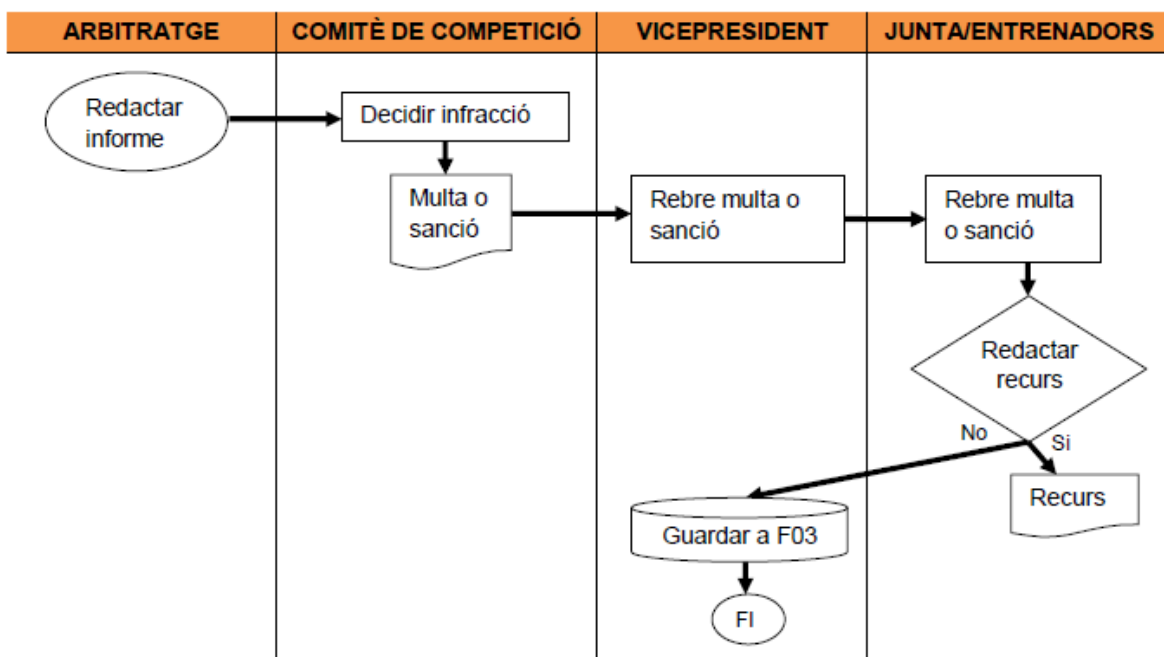 ARBITRATGE
COMITÈ DE COMPETICIÓ
VICEPRESIDENT
JUNTA/ENTRENADORS
Redactar
informe
Decidir infracció
Multa o
sanció
Rebre multa o
sanció
Rebre multa
o sanció
Redactar
recurs
No
Si
Recurs
Guardar a F03
FI